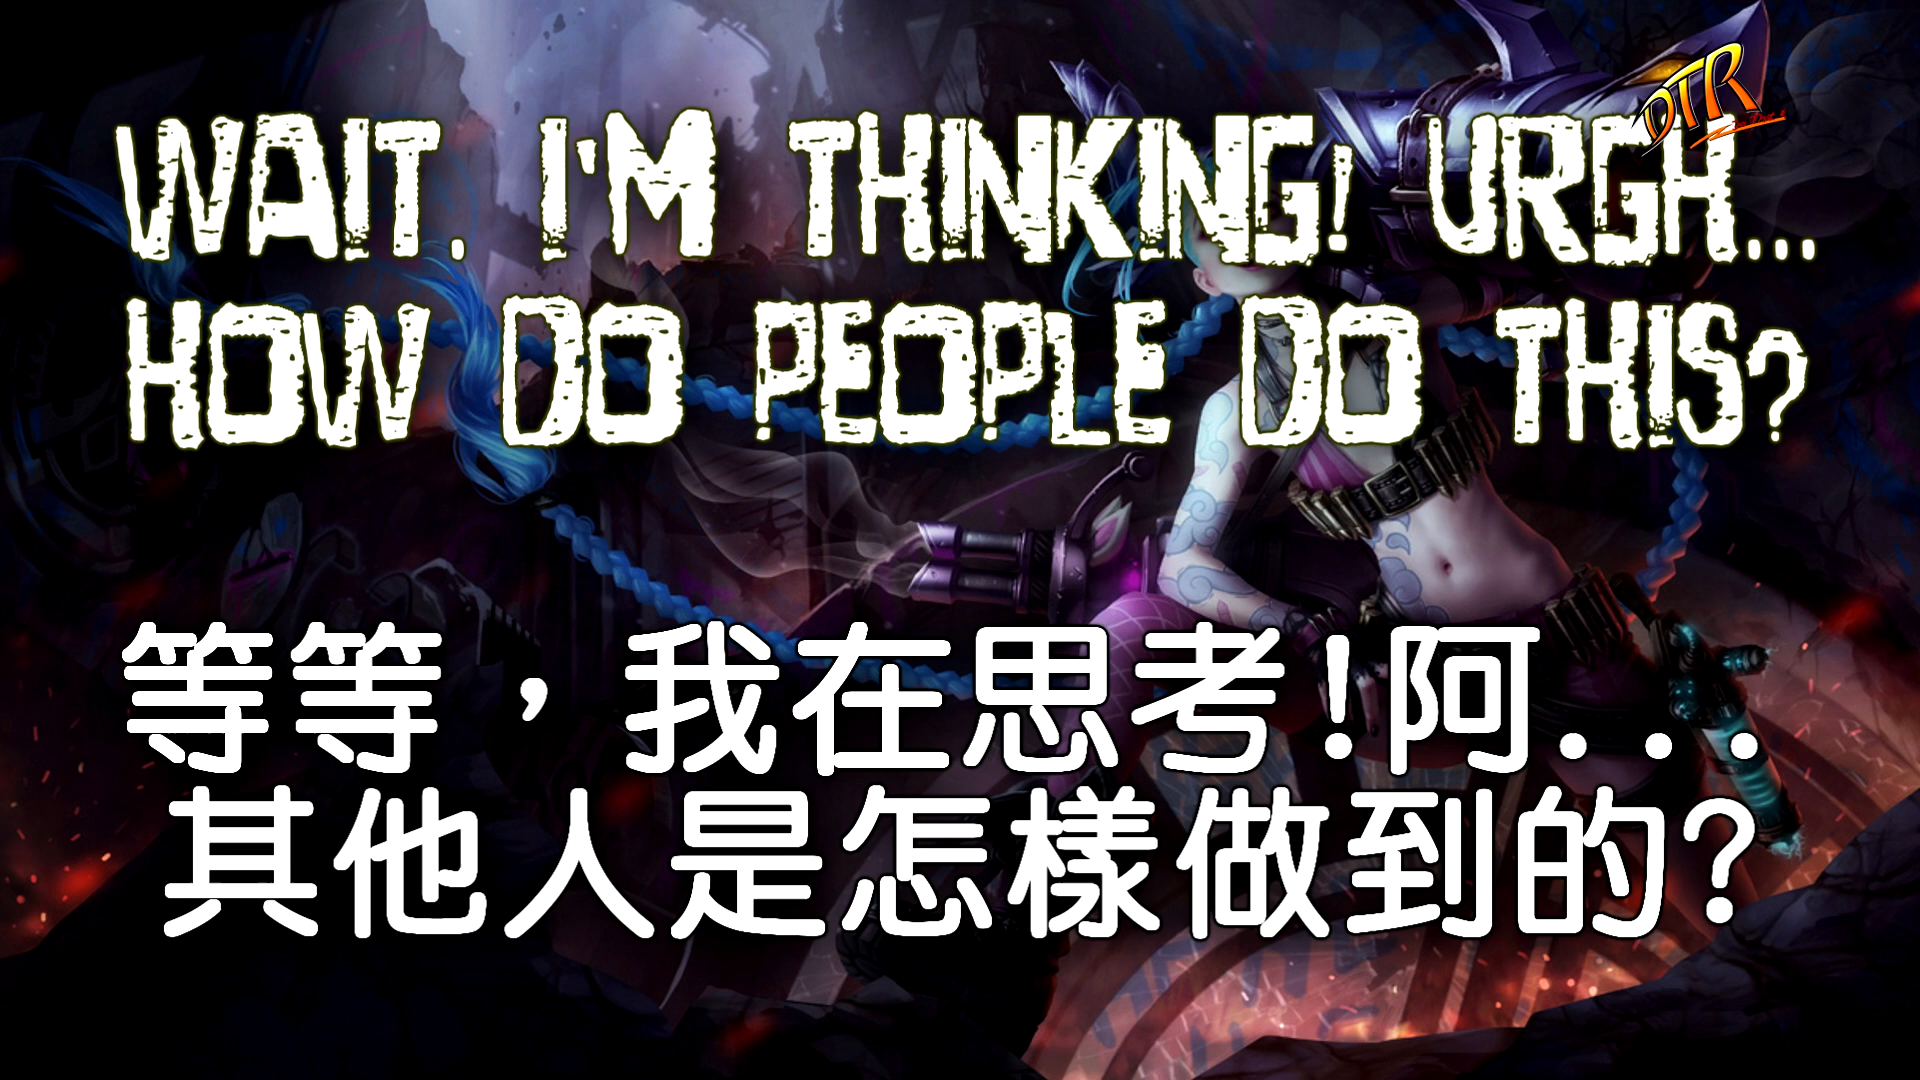 DTR
WAIT, I'M THINKING! URGH...
HOW DO PEOPLE DO THIS?
等等，我在思考!阿...
其他人是怎樣做到的?